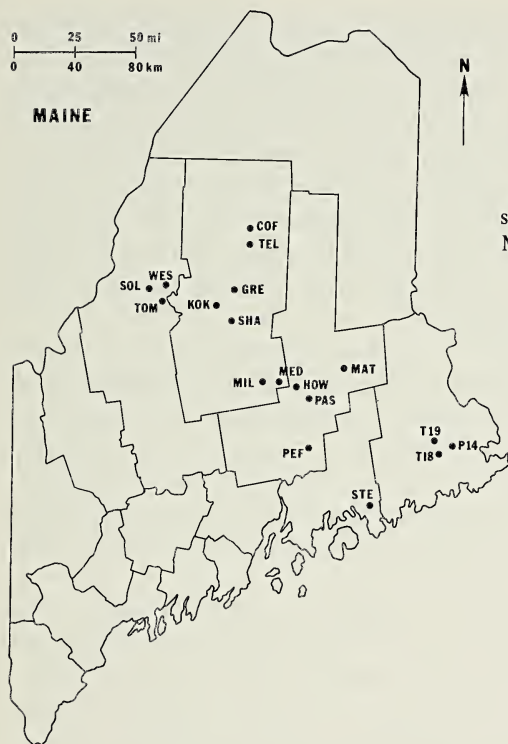 0 25 50 mi
0 40 80 km
MAINE
N
COF
TEL
SOL WES
TOM
GRE
KOK
SHA
MIL MED
HOW
PAS
MAT
PEF
T19
T18 P14
STE
s
N